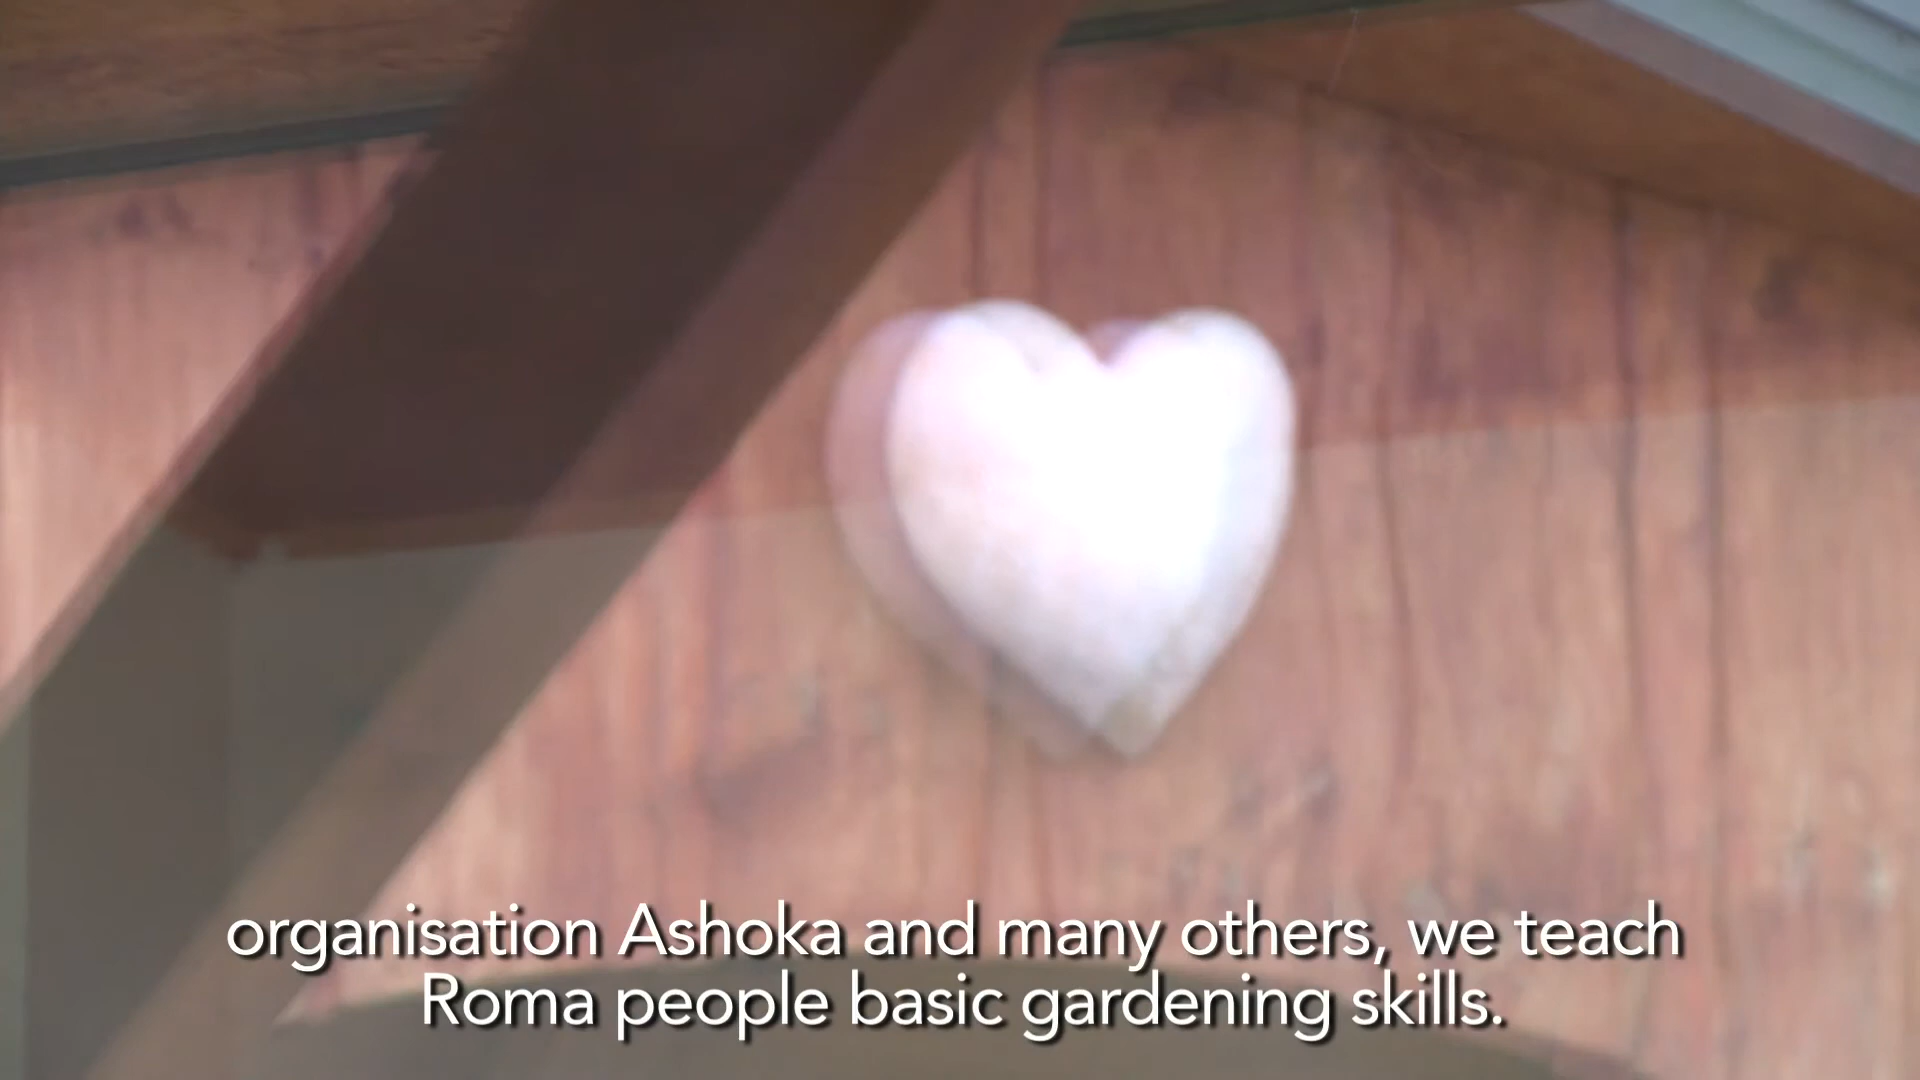 organisation Ashoka and many others, we teach
Roma people basic gardening skills.